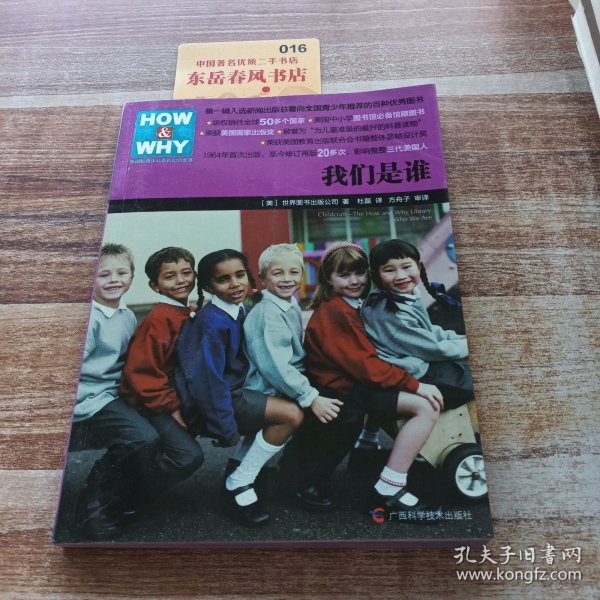 016
中国著名优质二手书店
东岳春风书店
HOW
&
WHY
第一辑入选新闻出版总署向全国青少年推荐的百种优秀图书
★版权销往全球50多个国家 ★美国中小学图书馆必备馆藏图书
★荣获美国国家出版奖 ★被誉为“为儿童准备的最好的科普读物”
★荣获美国教育出版联合会书籍整体装帧设计奖
1964年首次出版，至今修订再版20多次，影响整整三代美国人
我们是谁
[美] 世界图书出版公司 著 杜磊 译 方舟子 审译
Childcraft—The How and Why Library
Who We Are
广西科学技术出版社
孔夫子旧书网
www.kongfz.com